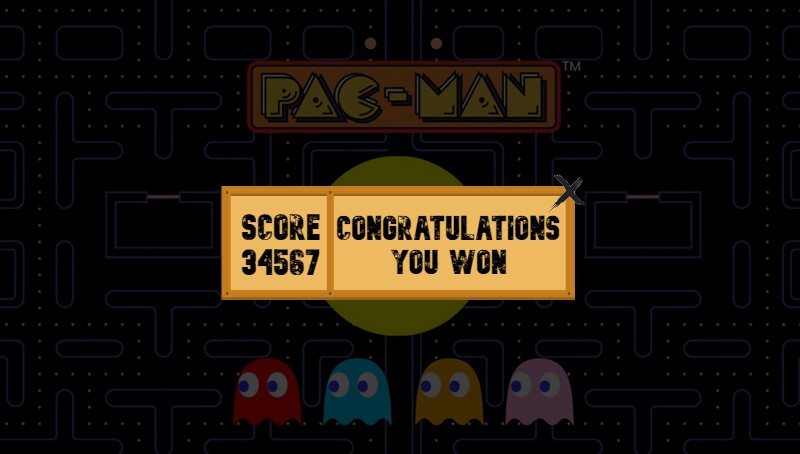 PAC-MAN TM
SCORE
34567
CONGRATULATIONS
YOU WON